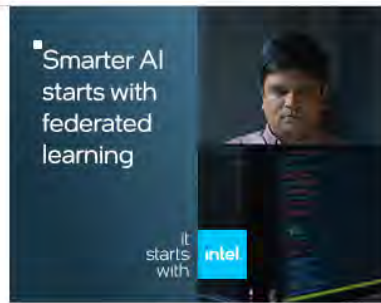 Smarter AI
starts with
federated
learning
it
starts
with
intel.